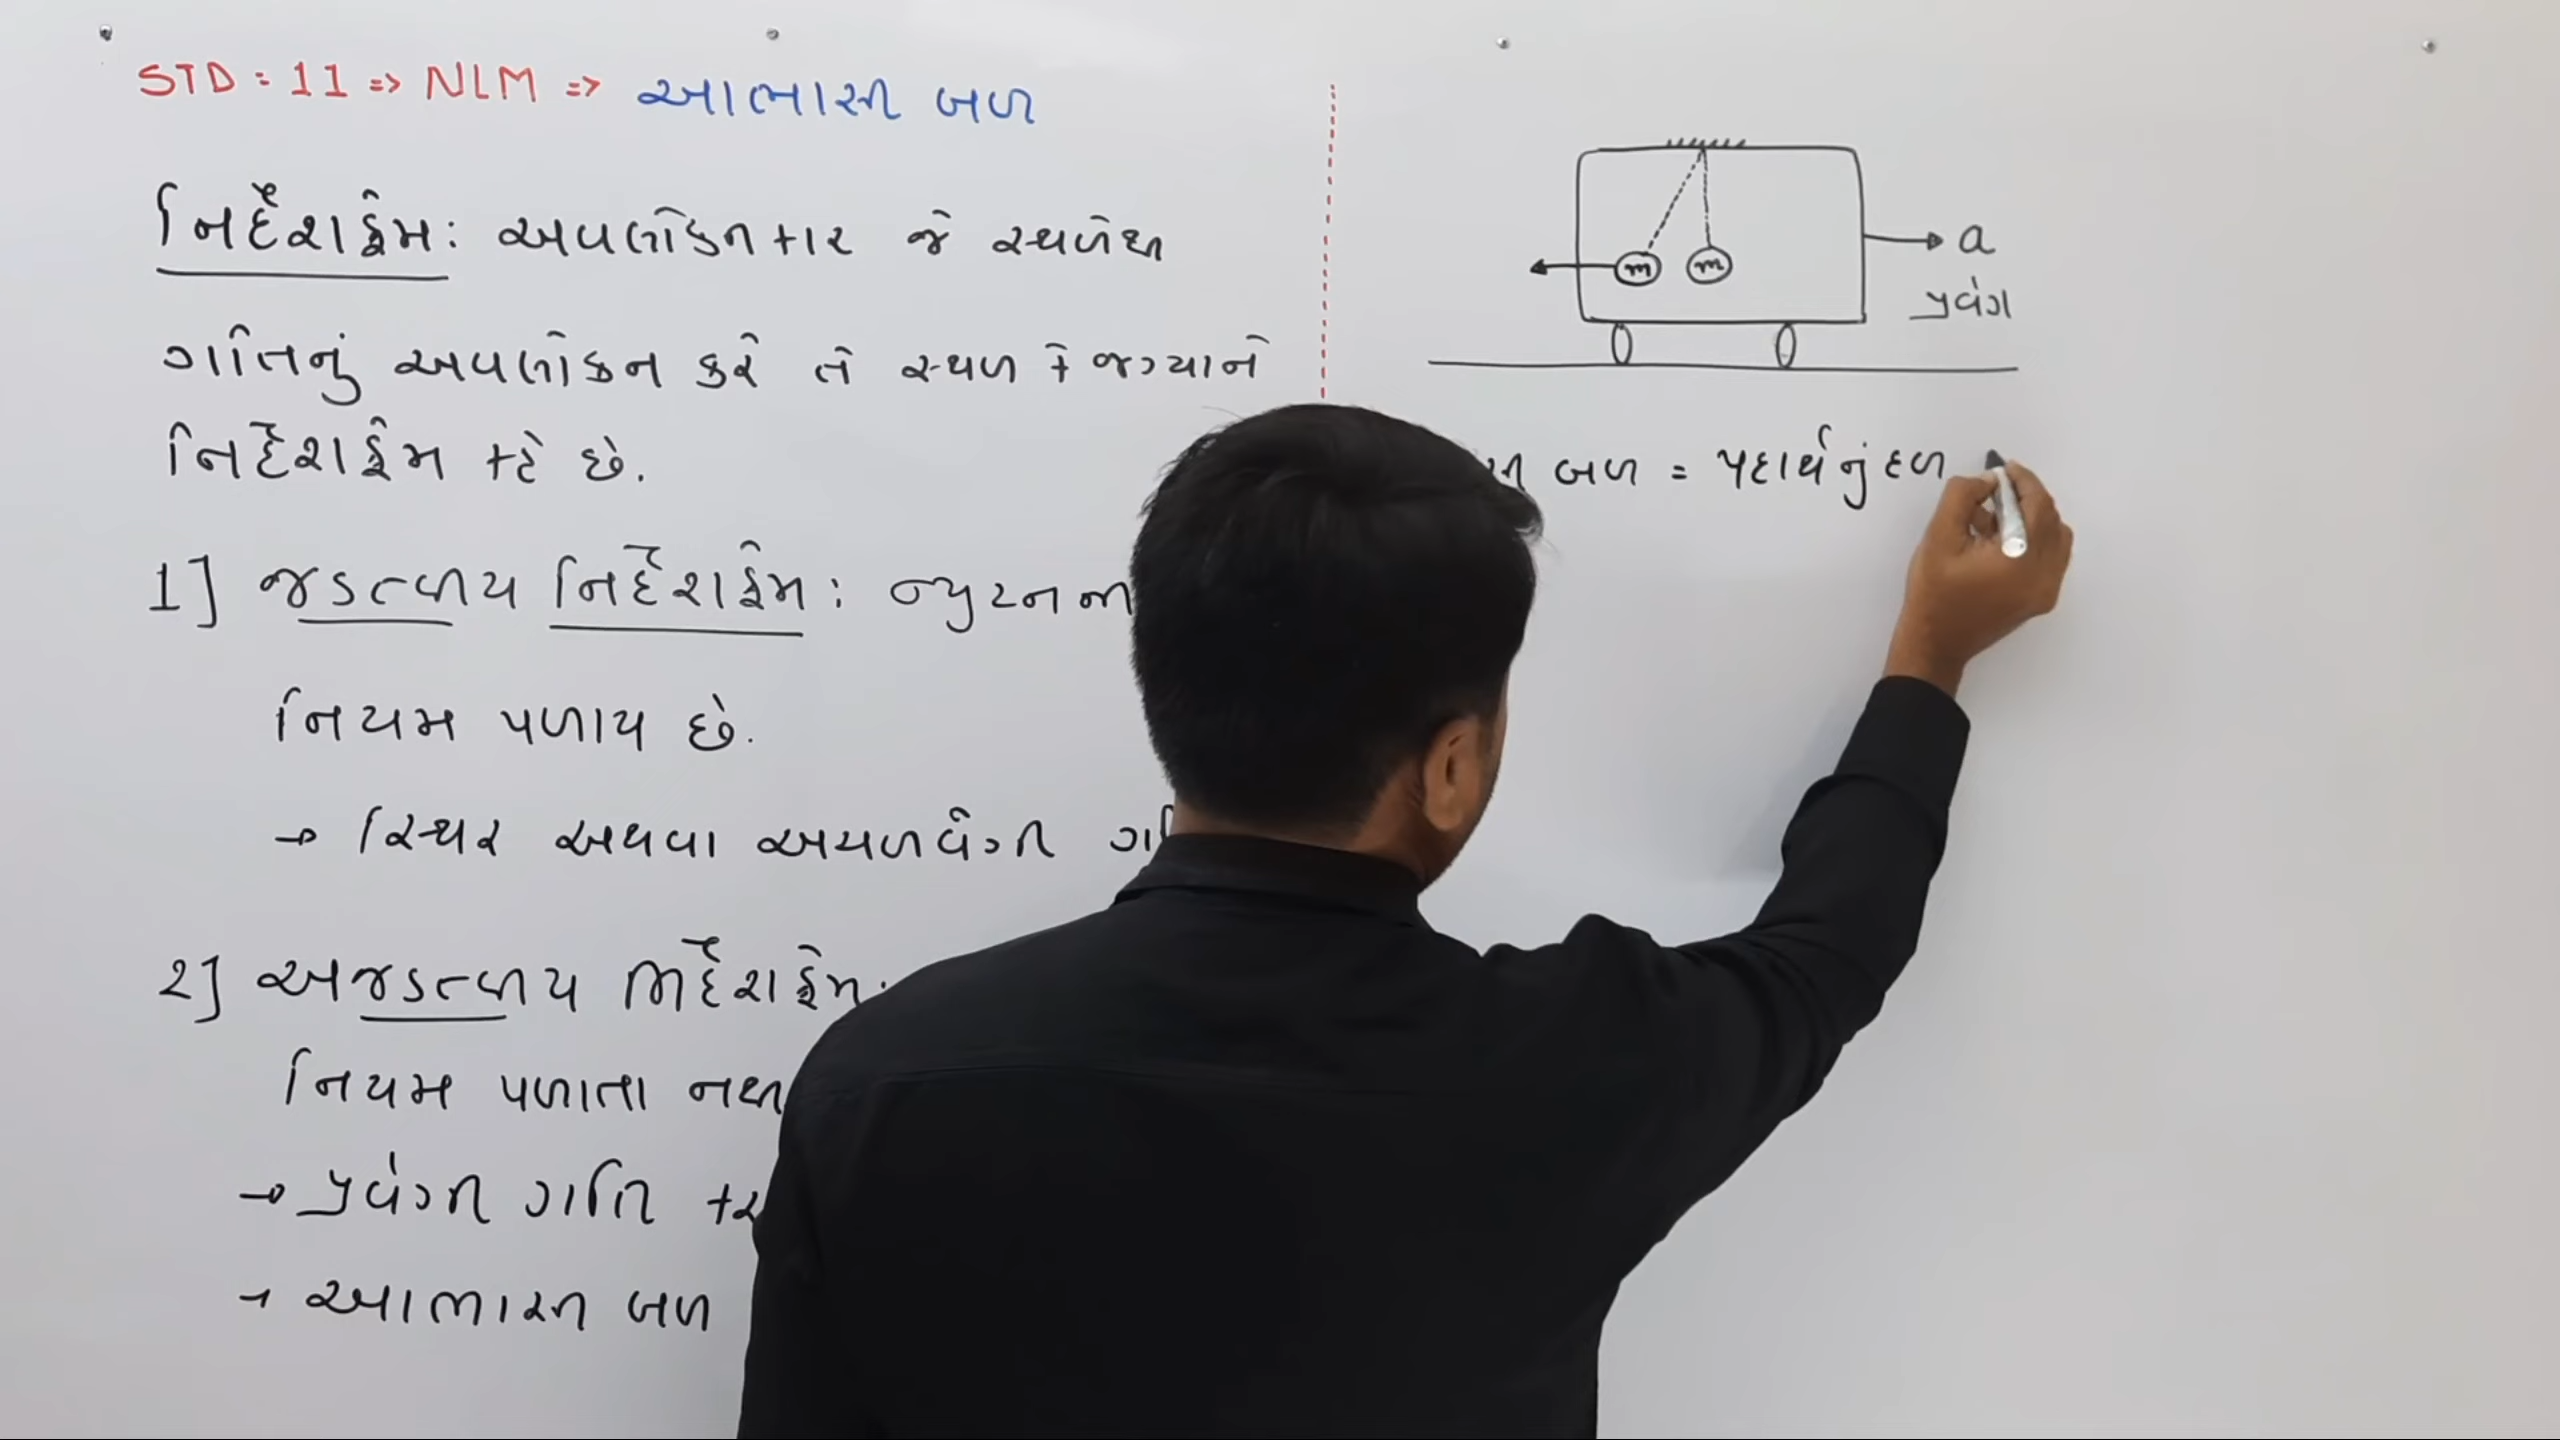 STD = 11 => NLM => આભાસી બળ
નિર્દેશફ્રેમ: અવલોકનકાર જે સ્થળેથી
ગતિનું અવલોકન કરે તે સ્થળ કે જગ્યાને
નિર્દેશફ્રેમ કહે છે.
1] જડત્વીય નિર્દેશફ્રેમ: ન્યુટનના
નિયમ પળાય છે.
→ સ્થિર અથવા અચળવેગી
2] અજડત્વીય નિર્દેશફ્રેમ:
નિયમ પળાતા નથી
→ પ્રવેગી ગતિ
→ આભાસી બળ
m m
a
પ્રવેગ
બળ = પદાર્થનું દળ